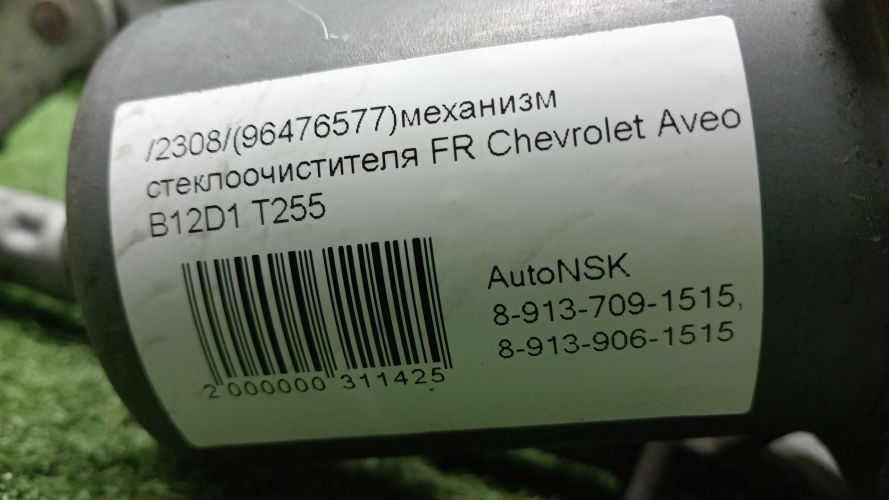 /2308/(96476577)механизм
стеклоочистителя FR Chevrolet Aveo
B12D1 T255
AutoNSK
8-913-709-1515,
8-913-906-1515
2 000000 311425